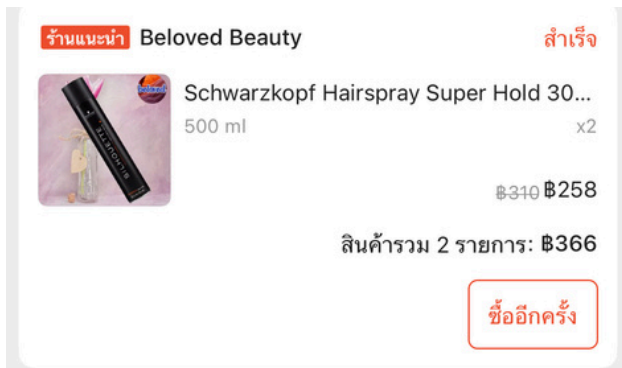 ร้านแนะนำ Beloved Beauty สำเร็จ
Schwarzkopf Hairspray Super Hold 30...
500 ml x2
SILHOUETTE
฿310 ฿258
สินค้ารวม 2 รายการ: ฿366
ซื้ออีกครั้ง